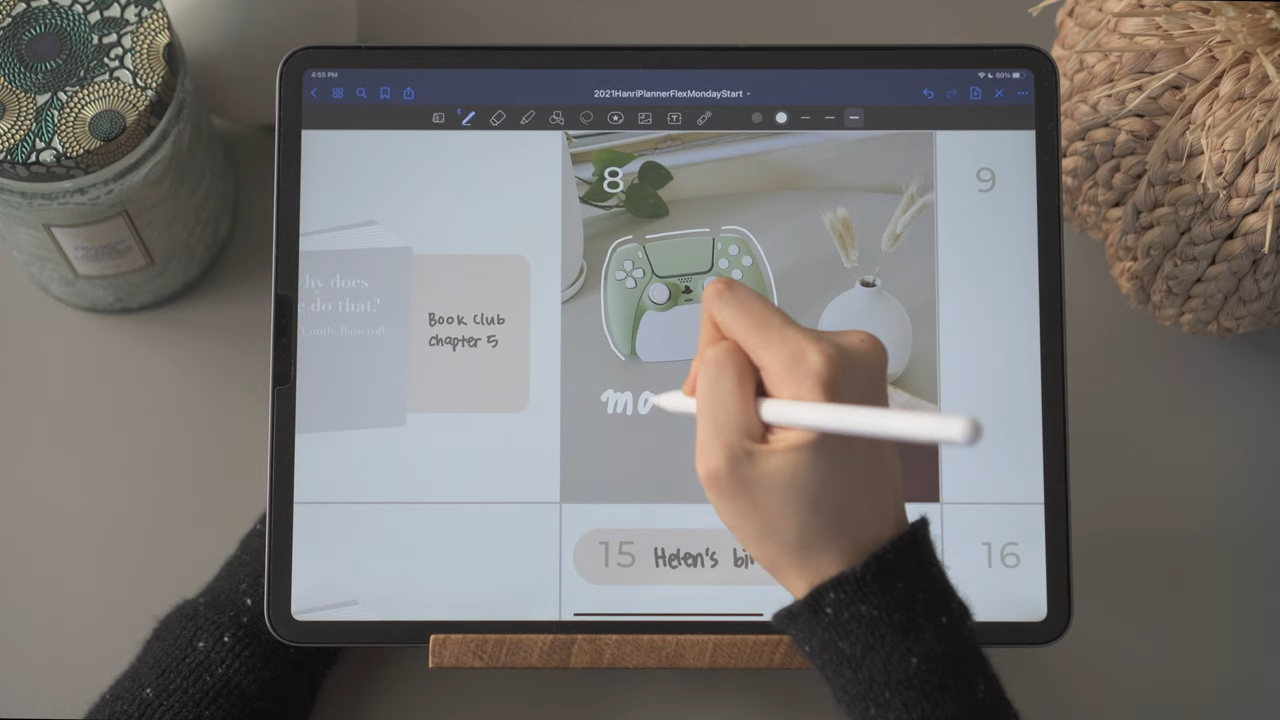 4:55 PM
60%
2021HanriPlannerFlexMondayStart
8
9
hy does
do that?
Lundy Bancroft
Book Club
chapter 5
mo
15 Helen's bi
16